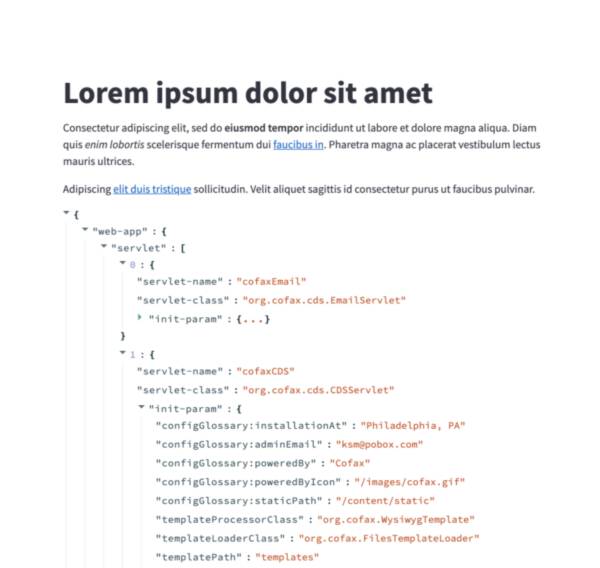 Lorem ipsum dolor sit amet
Consectetur adipiscing elit, sed do eiusmod tempor incididunt ut labore et dolore magna aliqua. Diam
quis enim lobortis scelerisque fermentum dui faucibus in. Pharetra magna ac placerat vestibulum lectus
mauris ultrices.
Adipiscing elit duis tristique sollicitudin. Velit aliquet sagittis id consectetur purus ut faucibus pulvinar.
{
"web-app" : {
"servlet" : [
0 : {
"servlet-name" : "cofaxEmail"
"servlet-class" : "org.cofax.cds.EmailServlet"
"init-param" : {...}
}
1 : {
"servlet-name" : "cofaxCDS"
"servlet-class" : "org.cofax.cds.CDSServlet"
"init-param" : {
"configGlossary:installationAt" : "Philadelphia, PA"
"configGlossary:adminEmail" : "ksm@pobox.com"
"configGlossary:poweredBy" : "Cofax"
"configGlossary:poweredByIcon" : "/images/cofax.gif"
"configGlossary:staticPath" : "/content/static"
"templateProcessorClass" : "org.cofax.WysiwygTemplate"
"templateLoaderClass" : "org.cofax.FilesTemplateLoader"
"templatePath" : "templates"